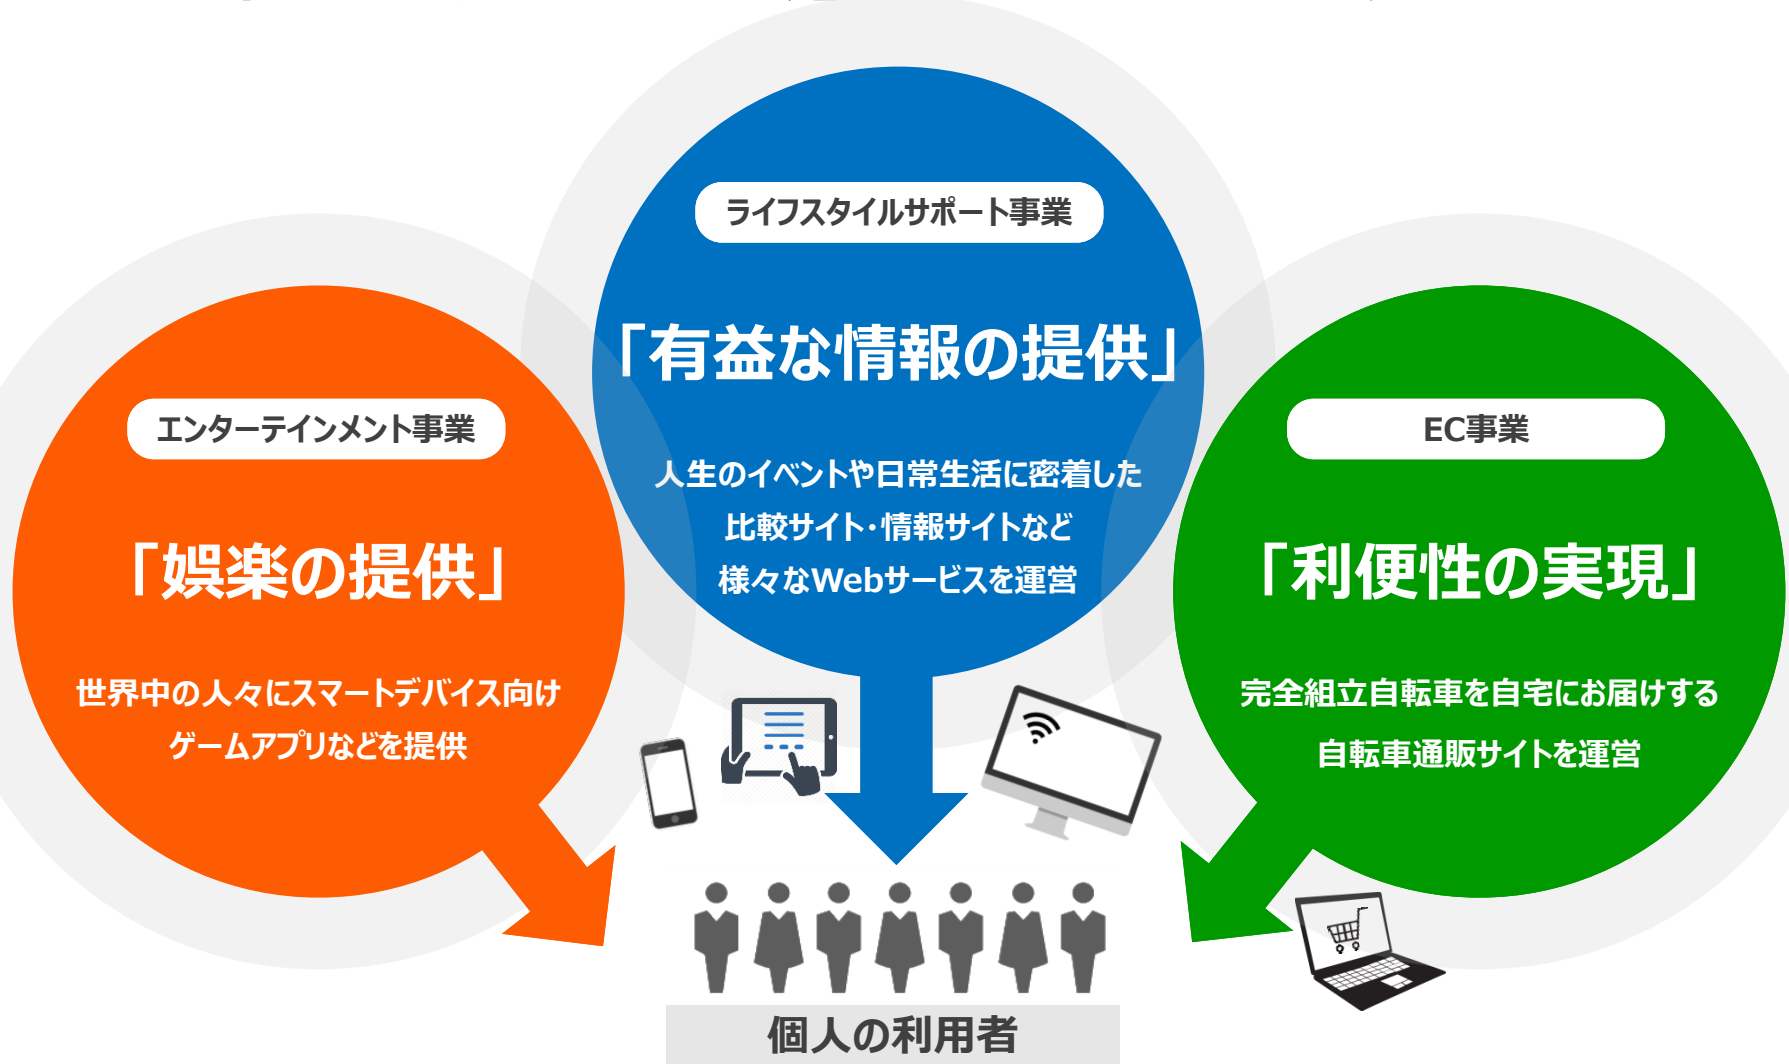 ライフスタイルサポート事業
「有益な情報の提供」
人生のイベントや日常生活に密着した
比較サイト・情報サイトなど
様々なWebサービスを運営
エンターテインメント事業
「娯楽の提供」
世界中の人々にスマートデバイス向け
ゲームアプリなどを提供
EC事業
「利便性の実現」
完全組立自転車を自宅にお届けする
自転車通販サイトを運営
個人の利用者